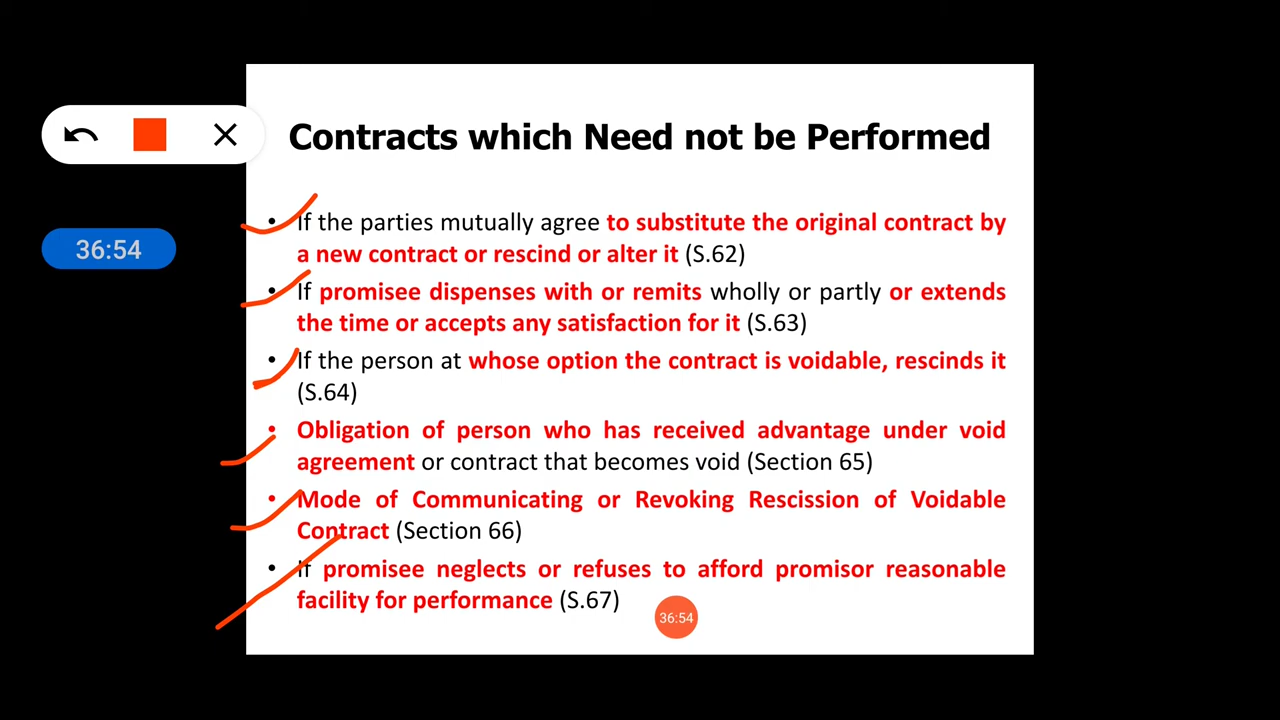 Contracts which Need not be Performed
• If the parties mutually agree to substitute the original contract by
a new contract or rescind or alter it (S.62)
36:54
• If promisee dispenses with or remits wholly or partly or extends
the time or accepts any satisfaction for it (S.63)
• If the person at whose option the contract is voidable, rescinds it
(S.64)
• Obligation of person who has received advantage under void
agreement or contract that becomes void (Section 65)
• Mode of Communicating or Revoking Rescission of Voidable
Contract (Section 66)
• If promisee neglects or refuses to afford promisor reasonable
facility for performance (S.67)
36:54